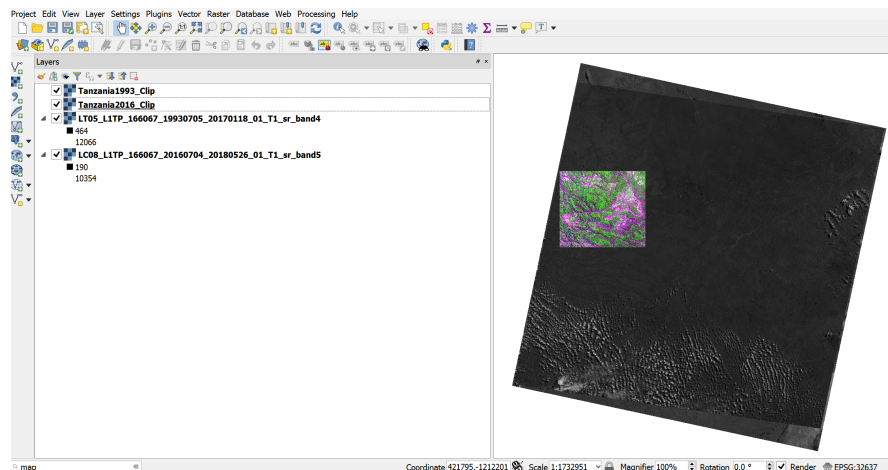 Project Edit View Layer Settings Plugins Vector Raster Database Web Processing Help
Layers
Tanzania1993_Clip
Tanzania2016_Clip
LT05_L1TP_166067_19930705_20170118_01_T1_sr_band4
464
12066
LC08_L1TP_166067_20160704_20180526_01_T1_sr_band5
190
10354
map
Coordinate 421795,-1212201 Scale 1:1732951 Magnifier 100% Rotation 0.0 ° Render EPSG:32637